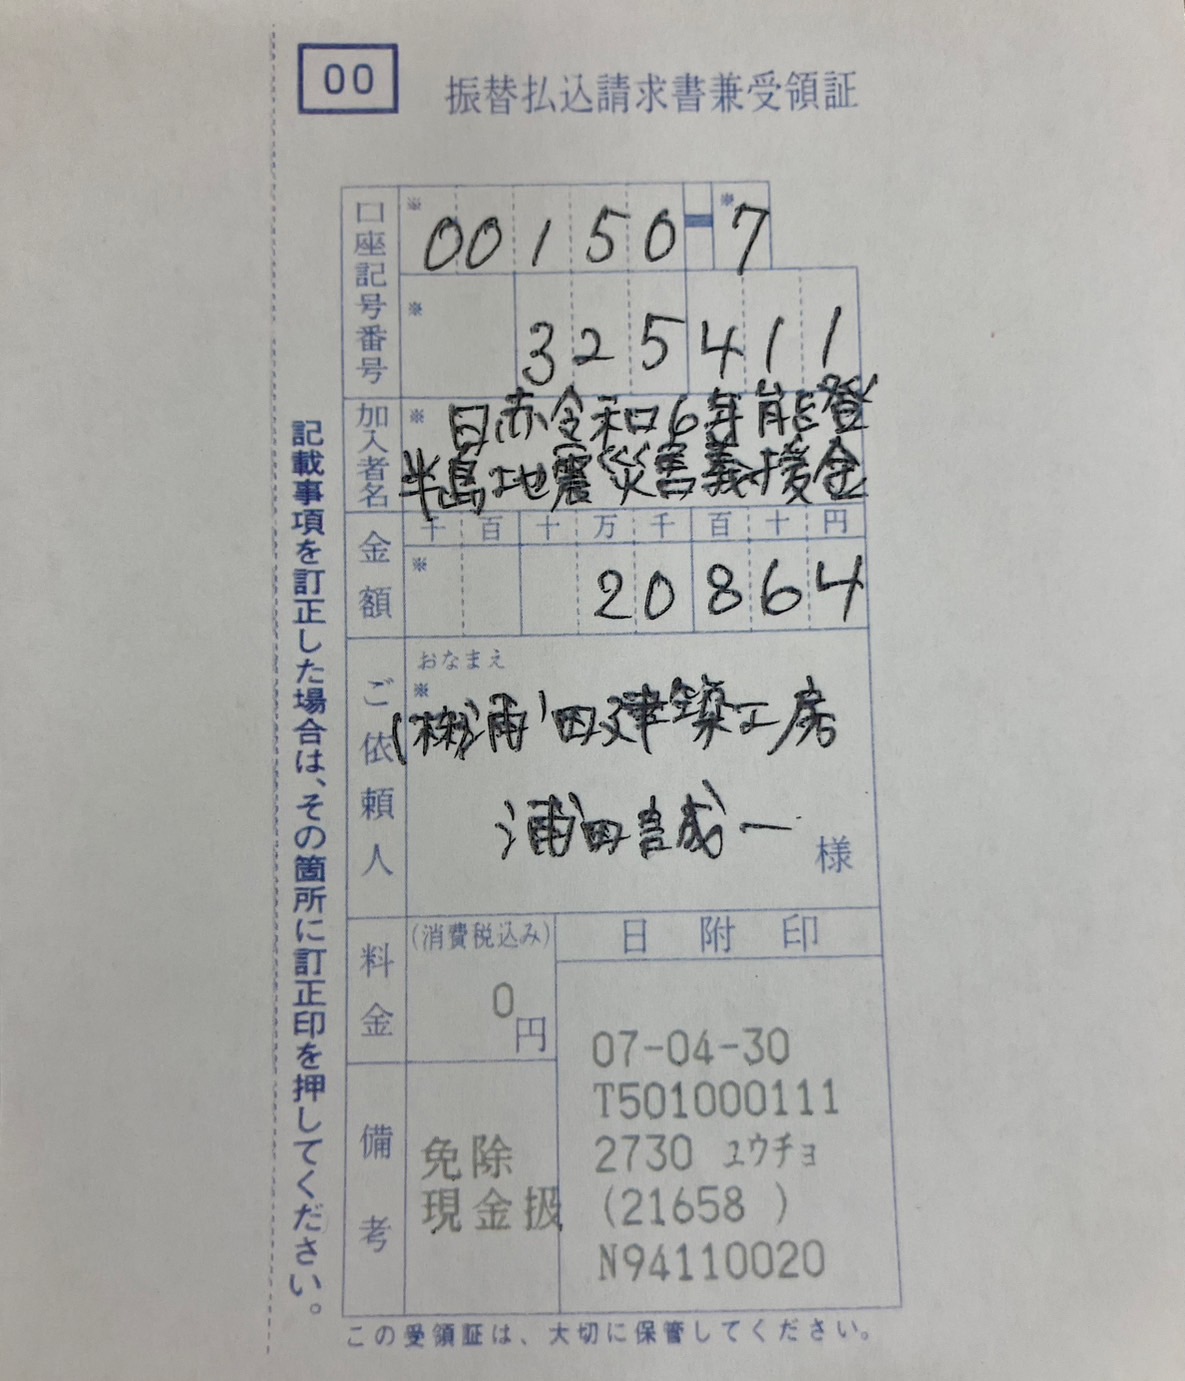 00
振替払込請求書兼受領証
口座記号番号
※
00150-※7
※
325411
加入者名
※
日赤令和6年能登
半島地震災害義援金
金額
千 百 十 万 千 百 十 円
※
20864
ご依頼人
おなまえ
※
(株)浦田建築工房
浦田吉成一
様
料金
(消費税込み)
0円
備考
免除
現金扱
日附印
07-04-30
T501000111
2730 ユウチョ
(21658 )
N94110020
この受領証は、大切に保管してください。
記載事項を訂正した場合は、その箇所に訂正印を押してください。